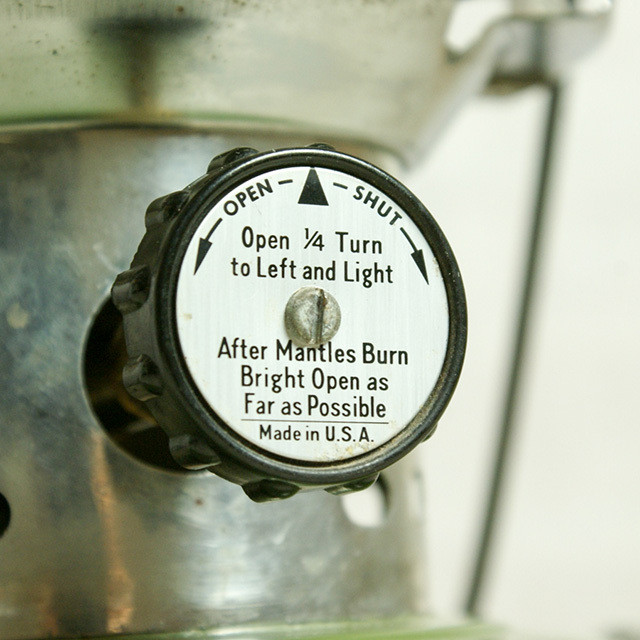 OPEN – – SHUT
Open ¼ Turn
to Left and Light
After Mantles Burn
Bright Open as
Far as Possible
Made in U.S.A.